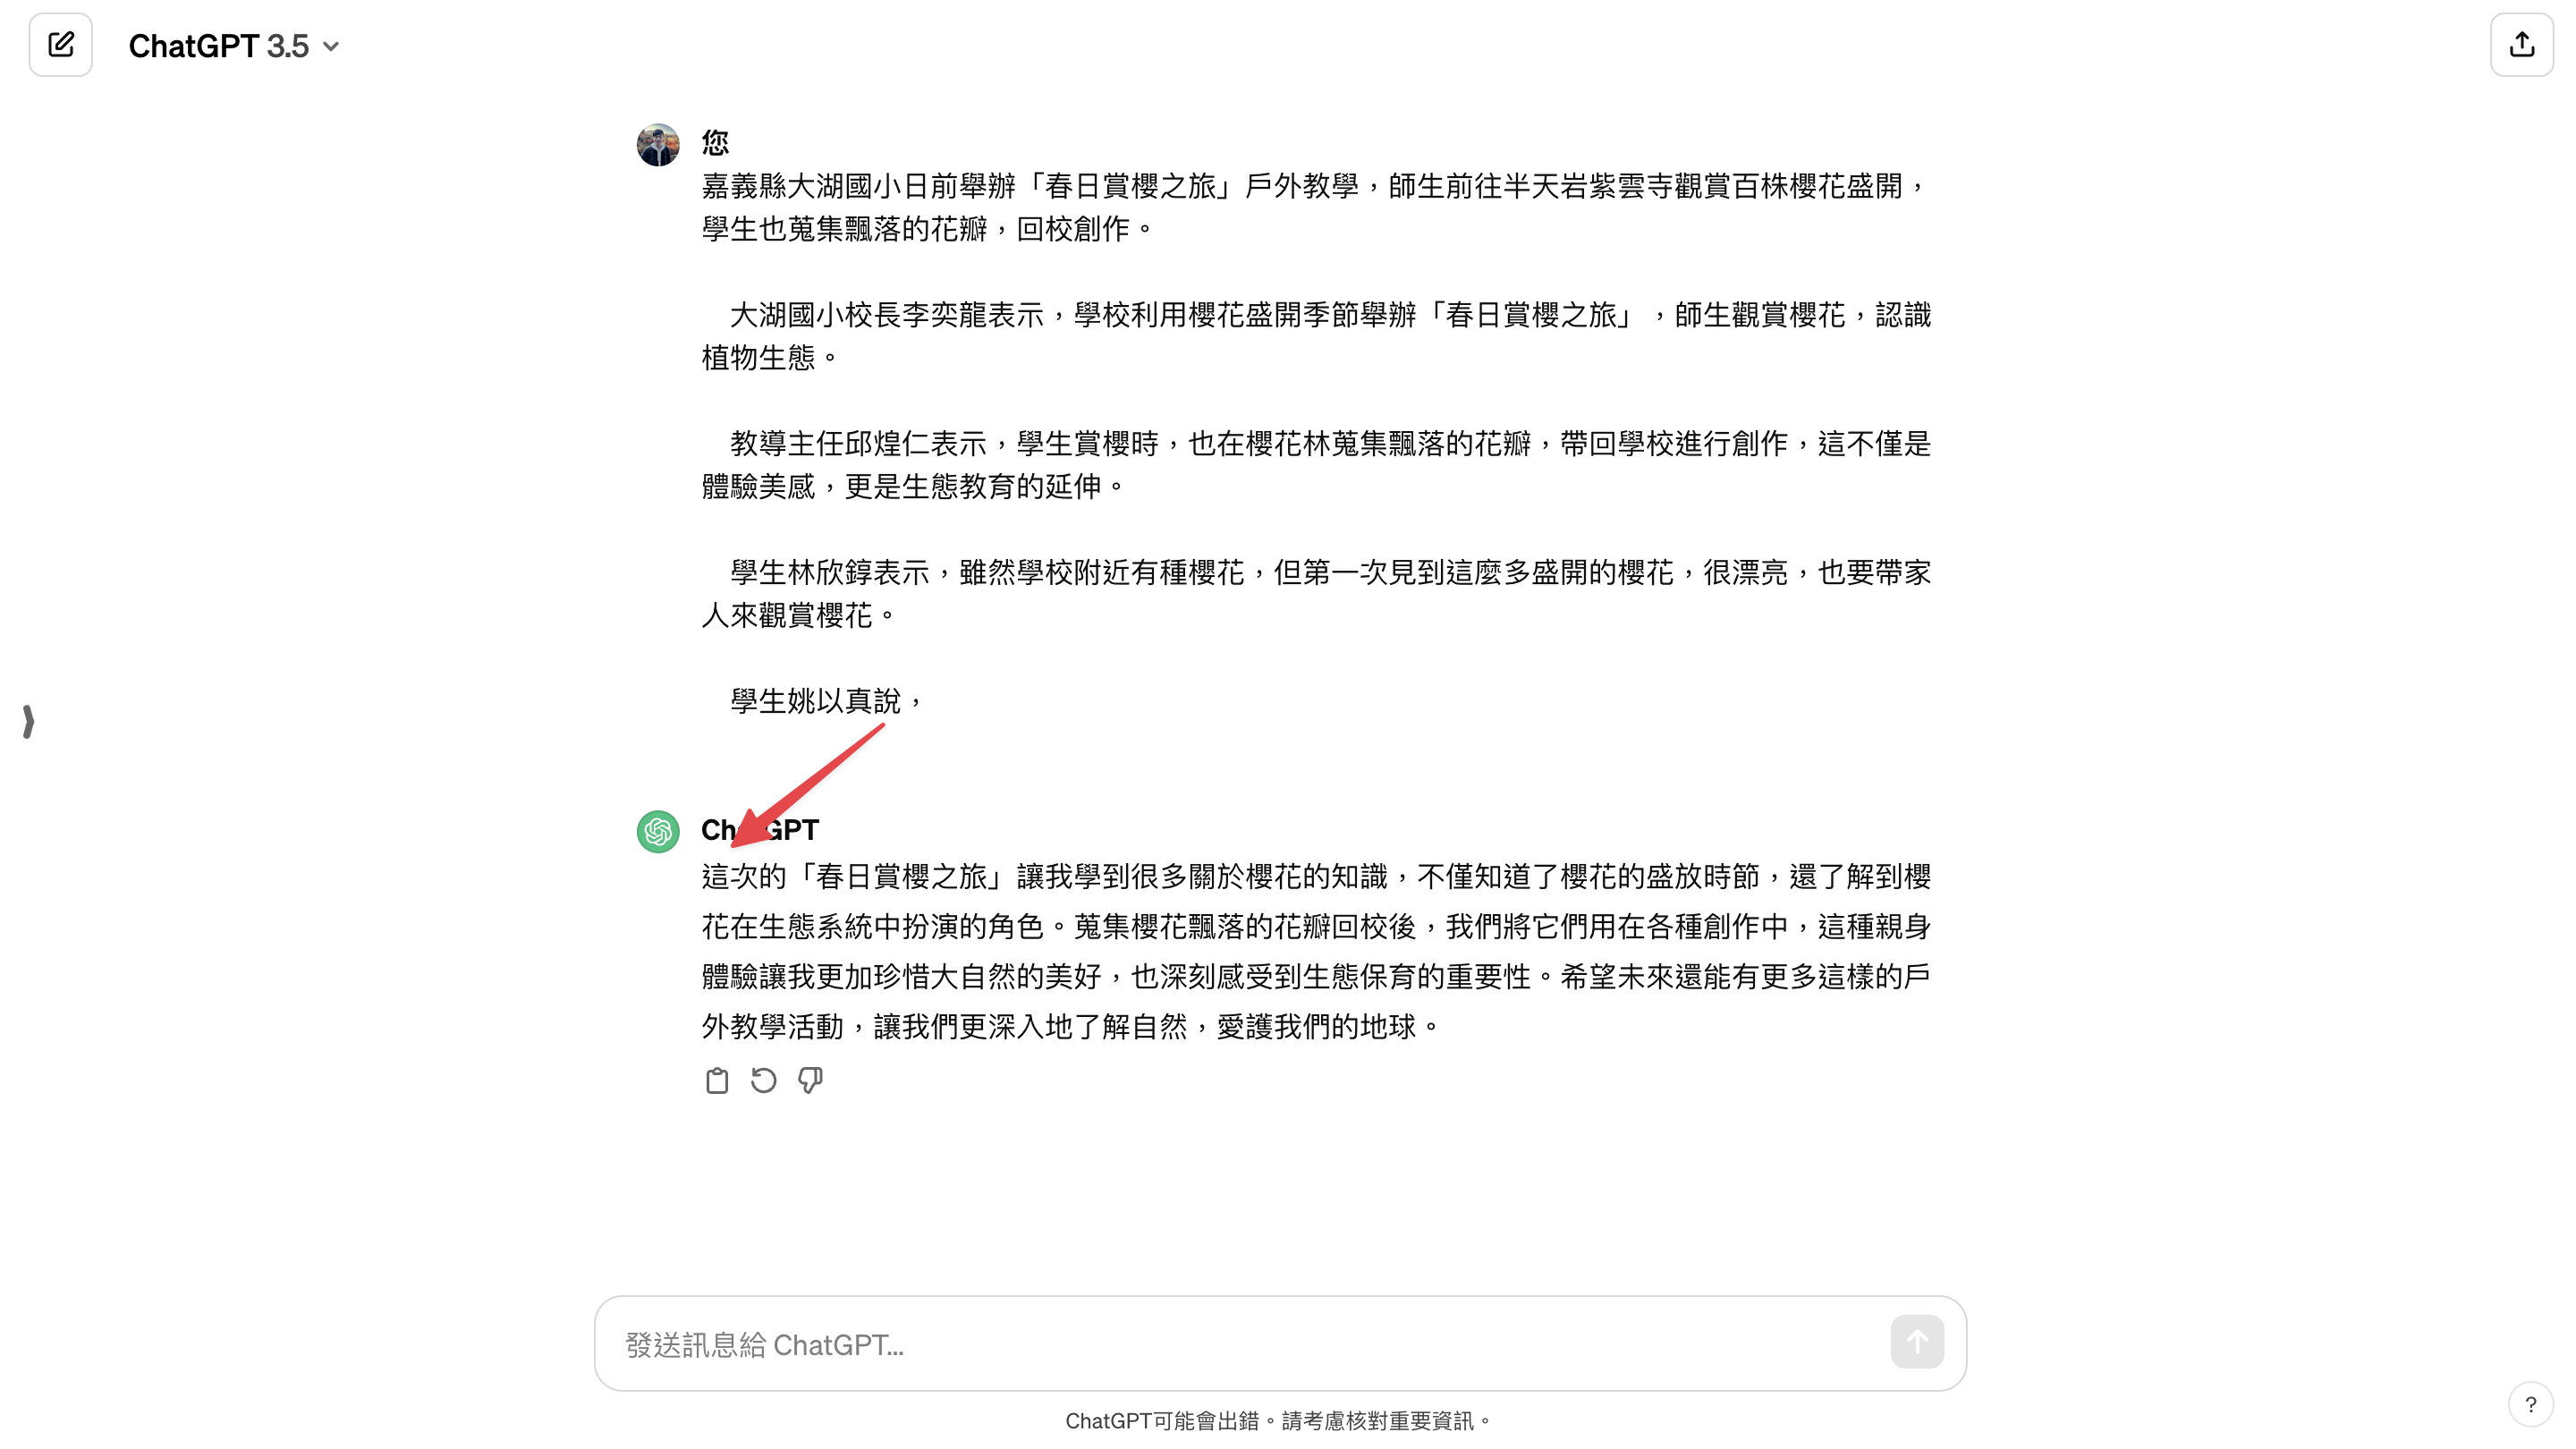 ChatGPT 3.5
您
嘉義縣大湖國小日前舉辦「春日賞櫻之旅」戶外教學，師生前往半天岩紫雲寺觀賞百株櫻花盛開，
學生也蒐集飄落的花瓣，回校創作。
大湖國小校長李奕龍表示，學校利用櫻花盛開季節舉辦「春日賞櫻之旅」，師生觀賞櫻花，認識
植物生態。
教導主任邱煌仁表示，學生賞櫻時，也在櫻花林蒐集飄落的花瓣，帶回學校進行創作，這不僅是
體驗美感，更是生態教育的延伸。
學生林欣錞表示，雖然學校附近有種櫻花，但第一次見到這麼多盛開的櫻花，很漂亮，也要帶家
人來觀賞櫻花。
學生姚以真說，
ChatGPT
這次的「春日賞櫻之旅」讓我學到很多關於櫻花的知識，不僅知道了櫻花的盛放時節，還了解到櫻
花在生態系統中扮演的角色。蒐集櫻花飄落的花瓣回校後，我們將它們用在各種創作中，這種親身
體驗讓我更加珍惜大自然的美好，也深刻感受到生態保育的重要性。希望未來還能有更多這樣的戶
外教學活動，讓我們更深入地了解自然，愛護我們的地球。
發送訊息給 ChatGPT...
ChatGPT可能會出錯。請考慮核對重要資訊。
?